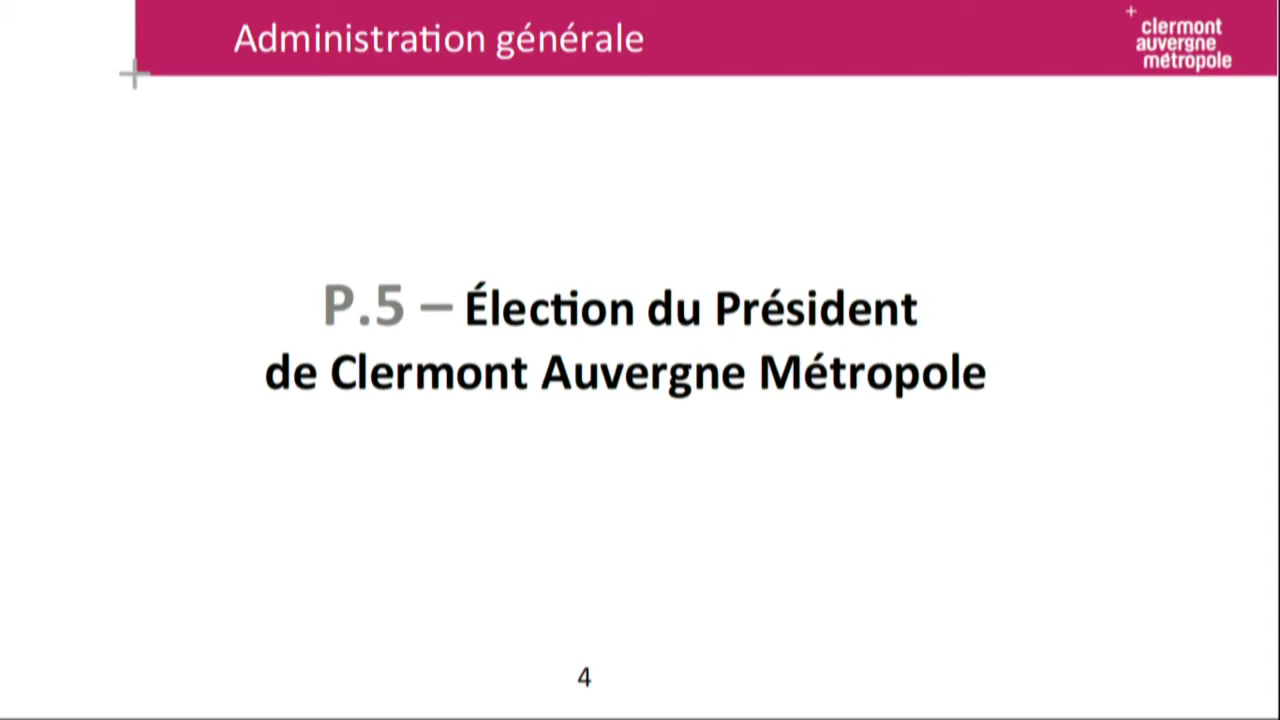 Administration générale
+
clermont
auvergne
métropole
P.5 – Élection du Président
de Clermont Auvergne Métropole
4